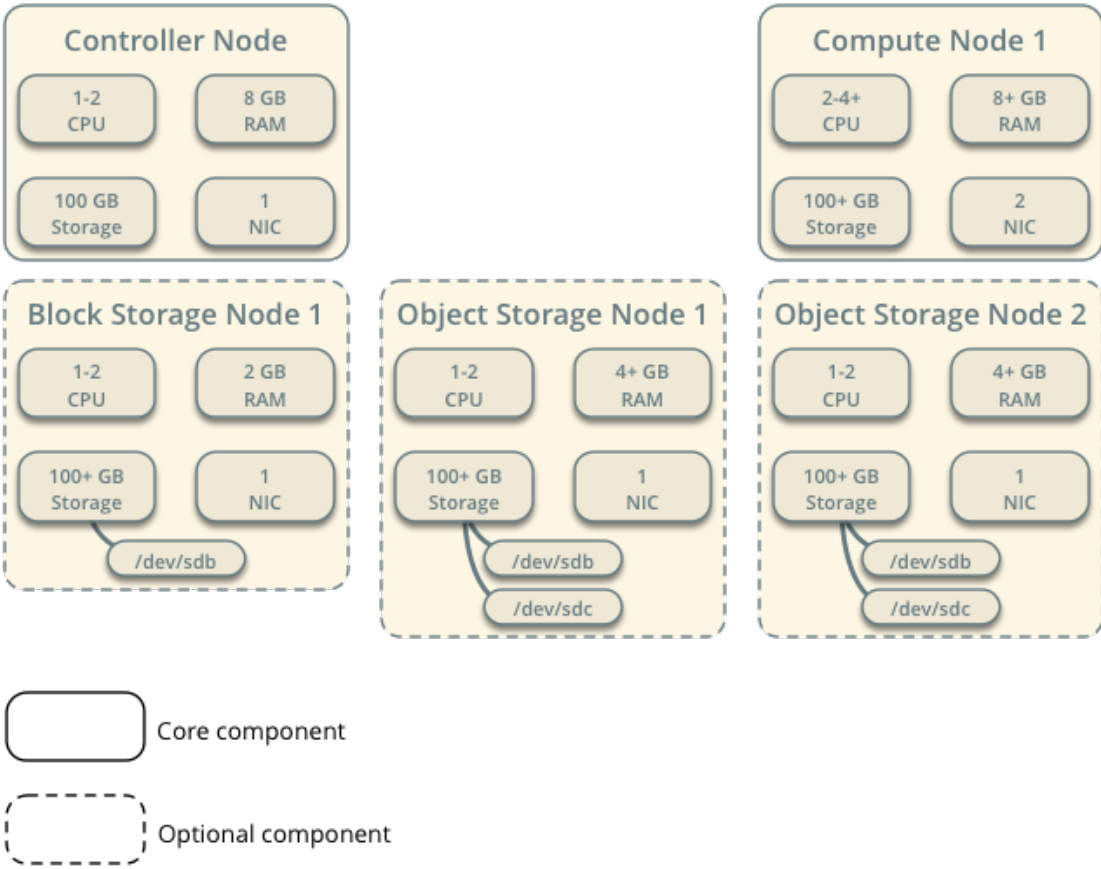 Controller Node
1-2
CPU
8 GB
RAM
100 GB
Storage
1
NIC
Compute Node 1
2-4+
CPU
8+ GB
RAM
100+ GB
Storage
2
NIC
Block Storage Node 1
1-2
CPU
2 GB
RAM
100+ GB
Storage
1
NIC
/dev/sdb
Object Storage Node 1
1-2
CPU
4+ GB
RAM
100+ GB
Storage
1
NIC
/dev/sdb
/dev/sdc
Object Storage Node 2
1-2
CPU
4+ GB
RAM
100+ GB
Storage
1
NIC
/dev/sdb
/dev/sdc
Core component
Optional component